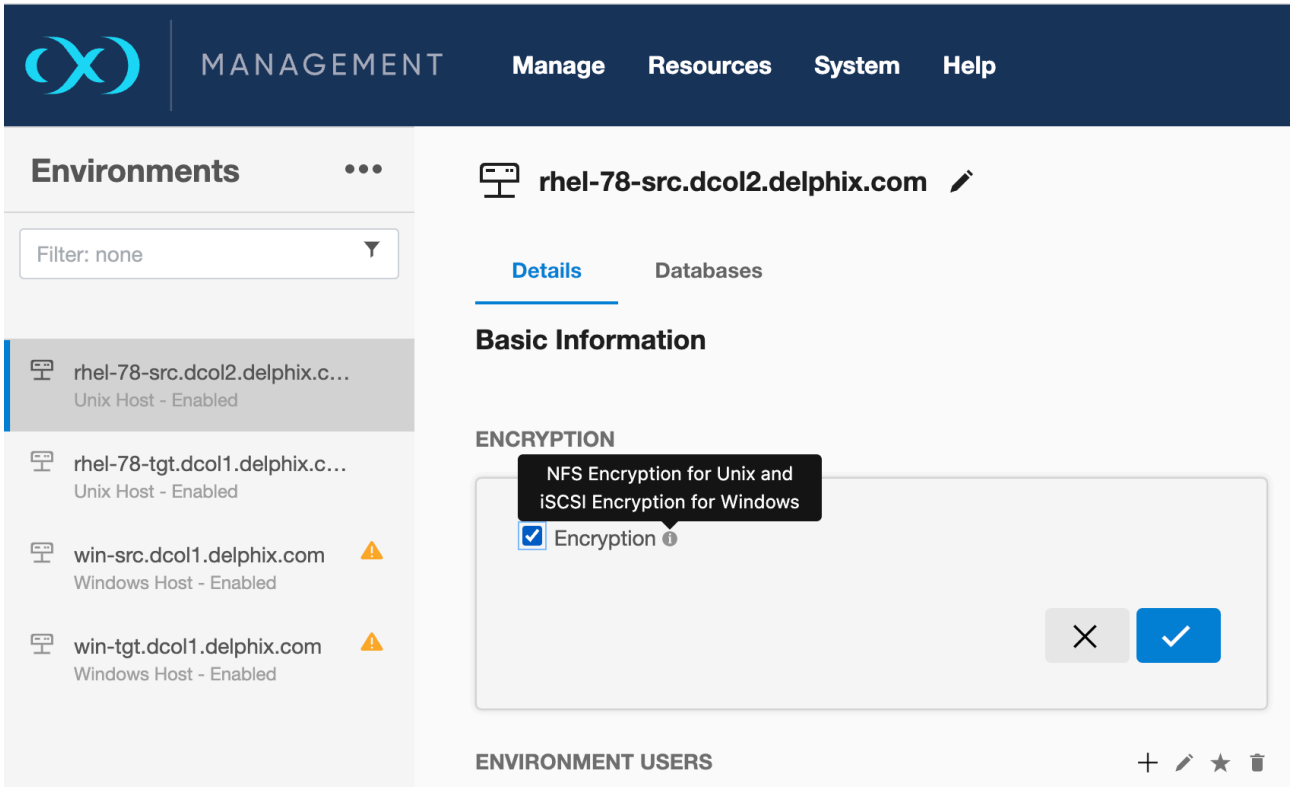 MANAGEMENT
Manage
Resources
System
Help
Environments
Filter: none
rhel-78-src.dcol2.delphix.c...
Unix Host - Enabled
rhel-78-tgt.dcol1.delphix.c...
Unix Host - Enabled
win-src.dcol1.delphix.com
Windows Host - Enabled
win-tgt.dcol1.delphix.com
Windows Host - Enabled
rhel-78-src.dcol2.delphix.com
Details
Databases
Basic Information
ENCRYPTION
NFS Encryption for Unix and
iSCSI Encryption for Windows
Encryption
ENVIRONMENT USERS